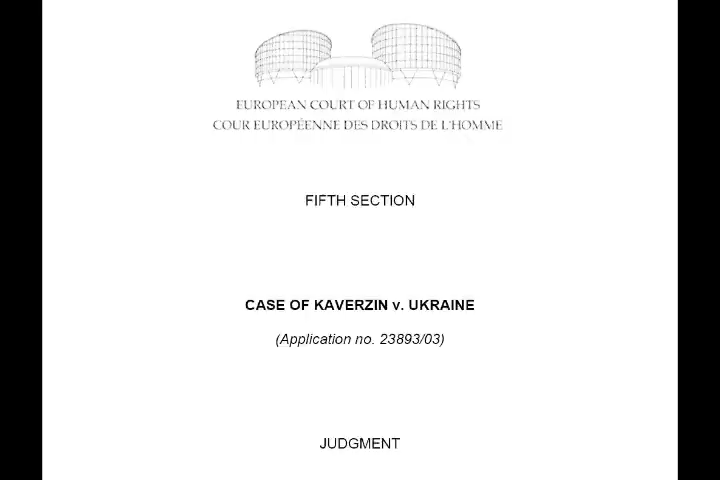 EUROPEAN COURT OF HUMAN RIGHTS
COUR EUROPÉENNE DES DROITS DE L'HOMME
FIFTH SECTION
CASE OF KAVERZIN v. UKRAINE
(Application no. 23893/03)
JUDGMENT